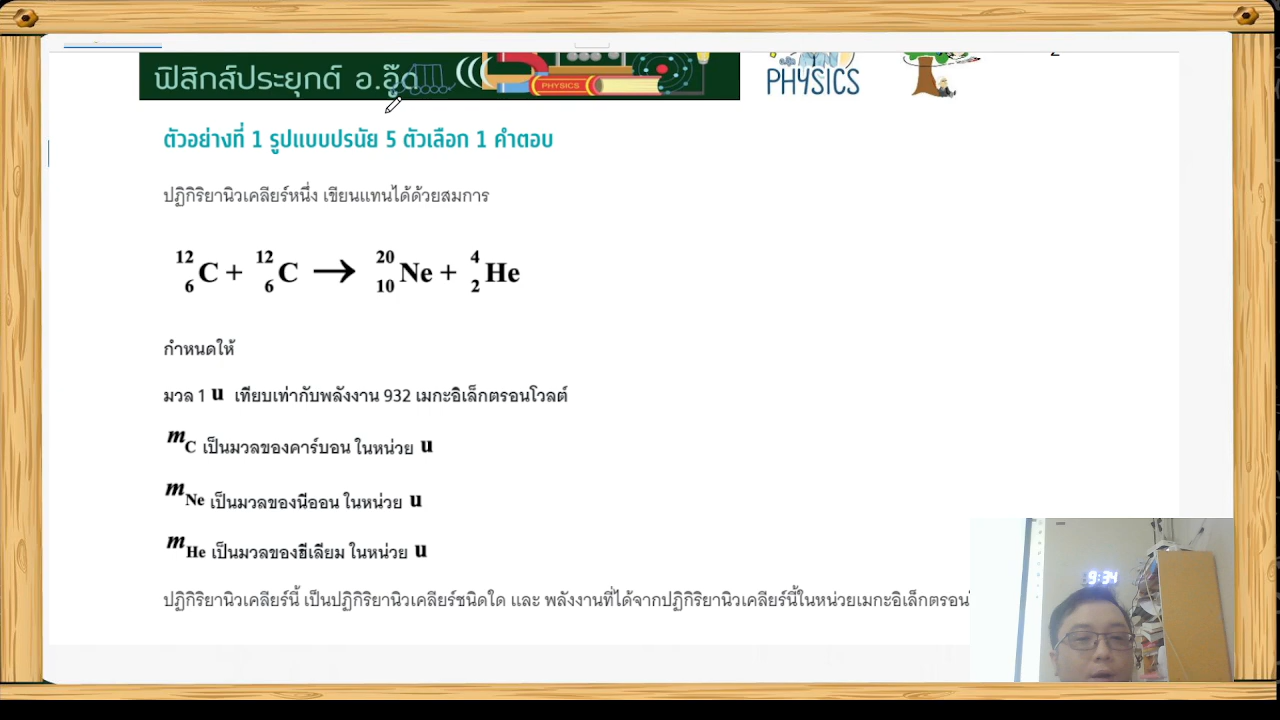 ฟิสิกส์ประยุกต์ อ.อู๊ด
PHYSICS
อ.อู๊ด
PHYSICS
2
ตัวอย่างที่ 1 รูปแบบปรนัย 5 ตัวเลือก 1 คำตอบ
ปฏิกิริยานิวเคลียร์หนึ่ง เขียนแทนได้ด้วยสมการ
¹²₆C + ¹²₆C → ²⁰₁₀Ne + ⁴₂He
กำหนดให้
มวล 1 u เทียบเท่ากับพลังงาน 932 เมกะอิเล็กตรอนโวลต์
mC เป็นมวลของคาร์บอน ในหน่วย u
mNe เป็นมวลของนีออน ในหน่วย u
mHe เป็นมวลของฮีเลียม ในหน่วย u
ปฏิกิริยานิวเคลียร์นี้ เป็นปฏิกิริยานิวเคลียร์ชนิดใด และ พลังงานที่ได้จากปฏิกิริยานิวเคลียร์นี้ในหน่วยเมกะอิเล็กตรอน
9:34